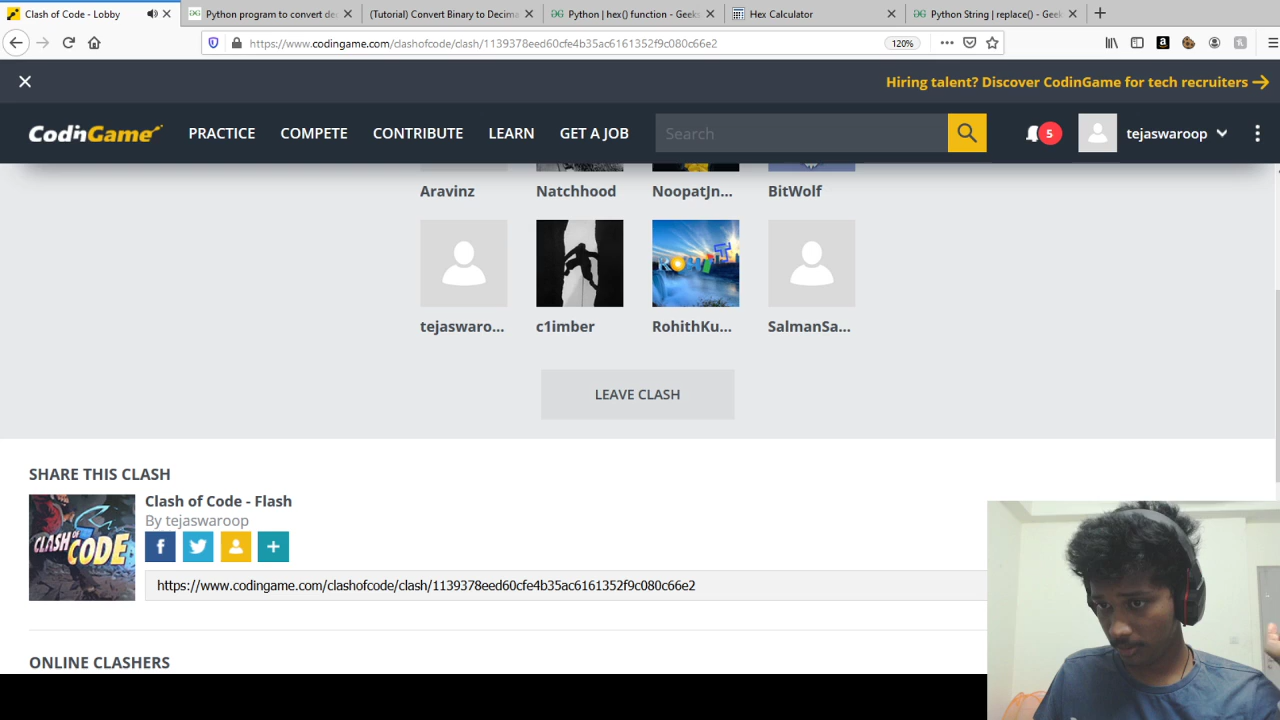 Clash of Code - Lobby
Python program to convert de
(Tutorial) Convert Binary to Decima
Python | hex() function - Geeks
Hex Calculator
Python String | replace() - Geek
https://www.codingame.com/clashofcode/clash/1139378eed60cfe4b35ac6161352f9c080c66e2
120%
Hiring talent? Discover CodinGame for tech recruiters
CodinGame PRACTICE COMPETE CONTRIBUTE LEARN GET A JOB Search 5 tejaswaroop
Aravinz Natchhood NoopatJn... BitWolf
tejaswaro... c1imber RohithKu... SalmanSa...
LEAVE CLASH
SHARE THIS CLASH
CLASH OF CODE
Clash of Code - Flash
By tejaswaroop
https://www.codingame.com/clashofcode/clash/1139378eed60cfe4b35ac6161352f9c080c66e2
ONLINE CLASHERS